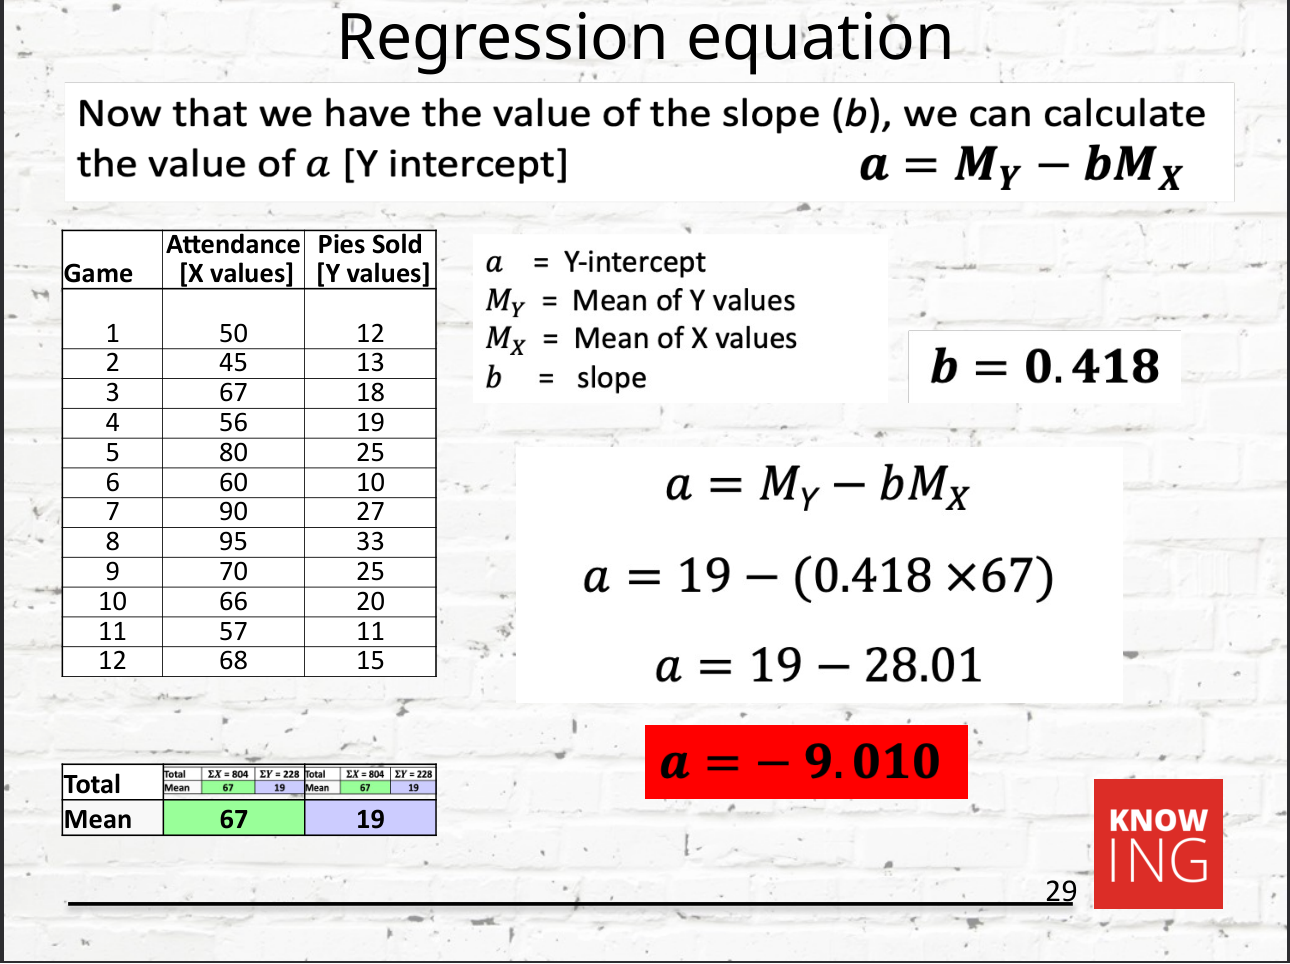 Regression equation
Now that we have the value of the slope (b), we can calculate
the value of a [Y intercept] a = M_Y − bM_X
Game Attendance [X values] Pies Sold [Y values]
1 50 12
2 45 13
3 67 18
4 56 19
5 80 25
6 60 10
7 90 27
8 95 33
9 70 25
10 66 20
11 57 11
12 68 15
Total Total ΣX = 804 ΣY = 228 Total ΣX = 804 ΣY = 228
Mean 67 19 Mean 67 19
Mean 67 19
a = Y-intercept
M_Y = Mean of Y values
M_X = Mean of X values
b = slope
b = 0.418
a = M_Y − bM_X
a = 19 − (0.418 ×67)
a = 19 − 28.01
a = − 9.010
KNOW
ING
29